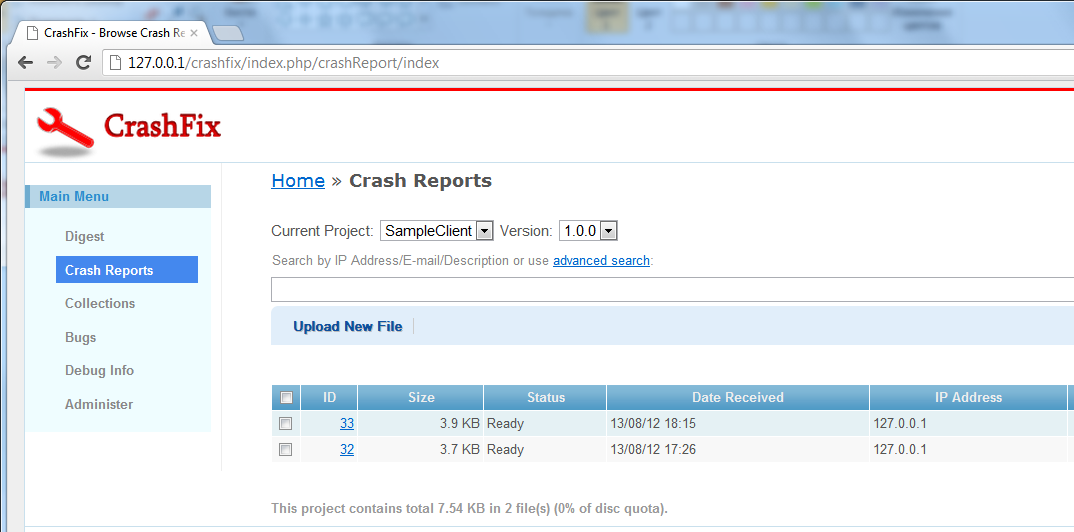 CrashFix - Browse Crash Re
127.0.0.1/crashfix/index.php/crashReport/index
CrashFix
Main Menu
Digest
Crash Reports
Collections
Bugs
Debug Info
Administer
Home » Crash Reports
Current Project: SampleClient Version: 1.0.0
Search by IP Address/E-mail/Description or use advanced search:
Upload New File
ID Size Status Date Received IP Address
33 3.9 KB Ready 13/08/12 18:15 127.0.0.1
32 3.7 KB Ready 13/08/12 17:26 127.0.0.1
This project contains total 7.54 KB in 2 file(s) (0% of disc quota).